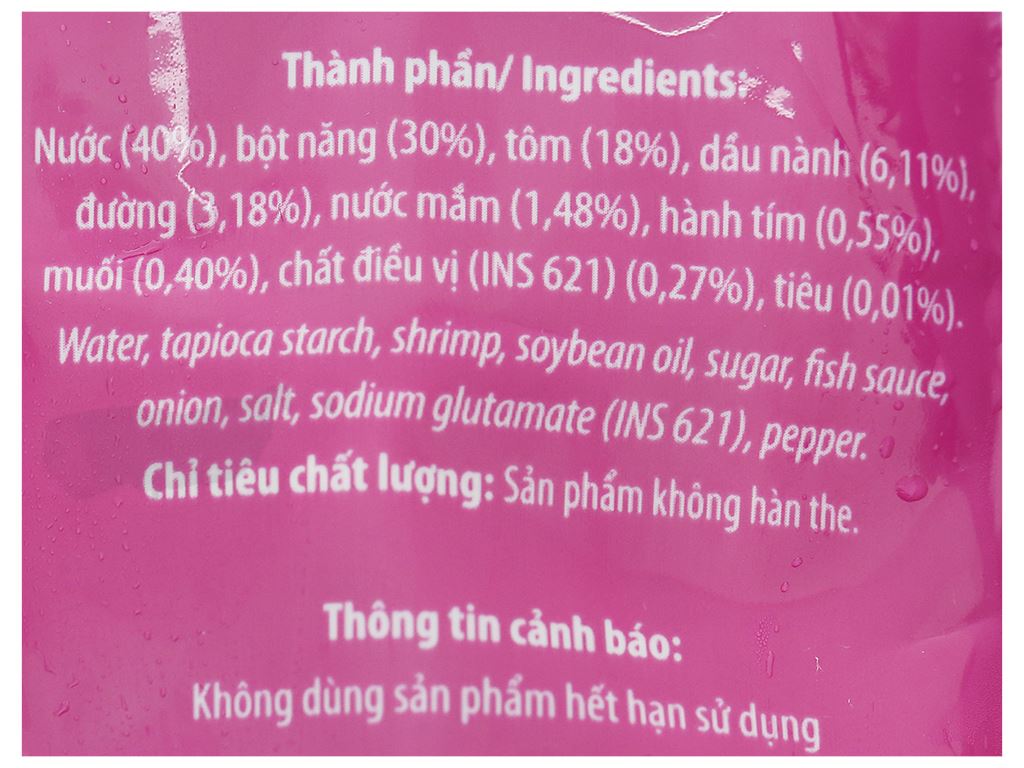 Thành phần/ Ingredients:
Nước (40%), bột năng (30%), tôm (18%), dầu nành (6,11%),
đường (3,18%), nước mắm (1,48%), hành tím (0,55%),
muối (0,40%), chất điều vị (INS 621) (0,27%), tiêu (0,01%).
Water, tapioca starch, shrimp, soybean oil, sugar, fish sauce,
onion, salt, sodium glutamate (INS 621), pepper.
Chỉ tiêu chất lượng: Sản phẩm không hàn the.
Thông tin cảnh báo:
Không dùng sản phẩm hết hạn sử dụng